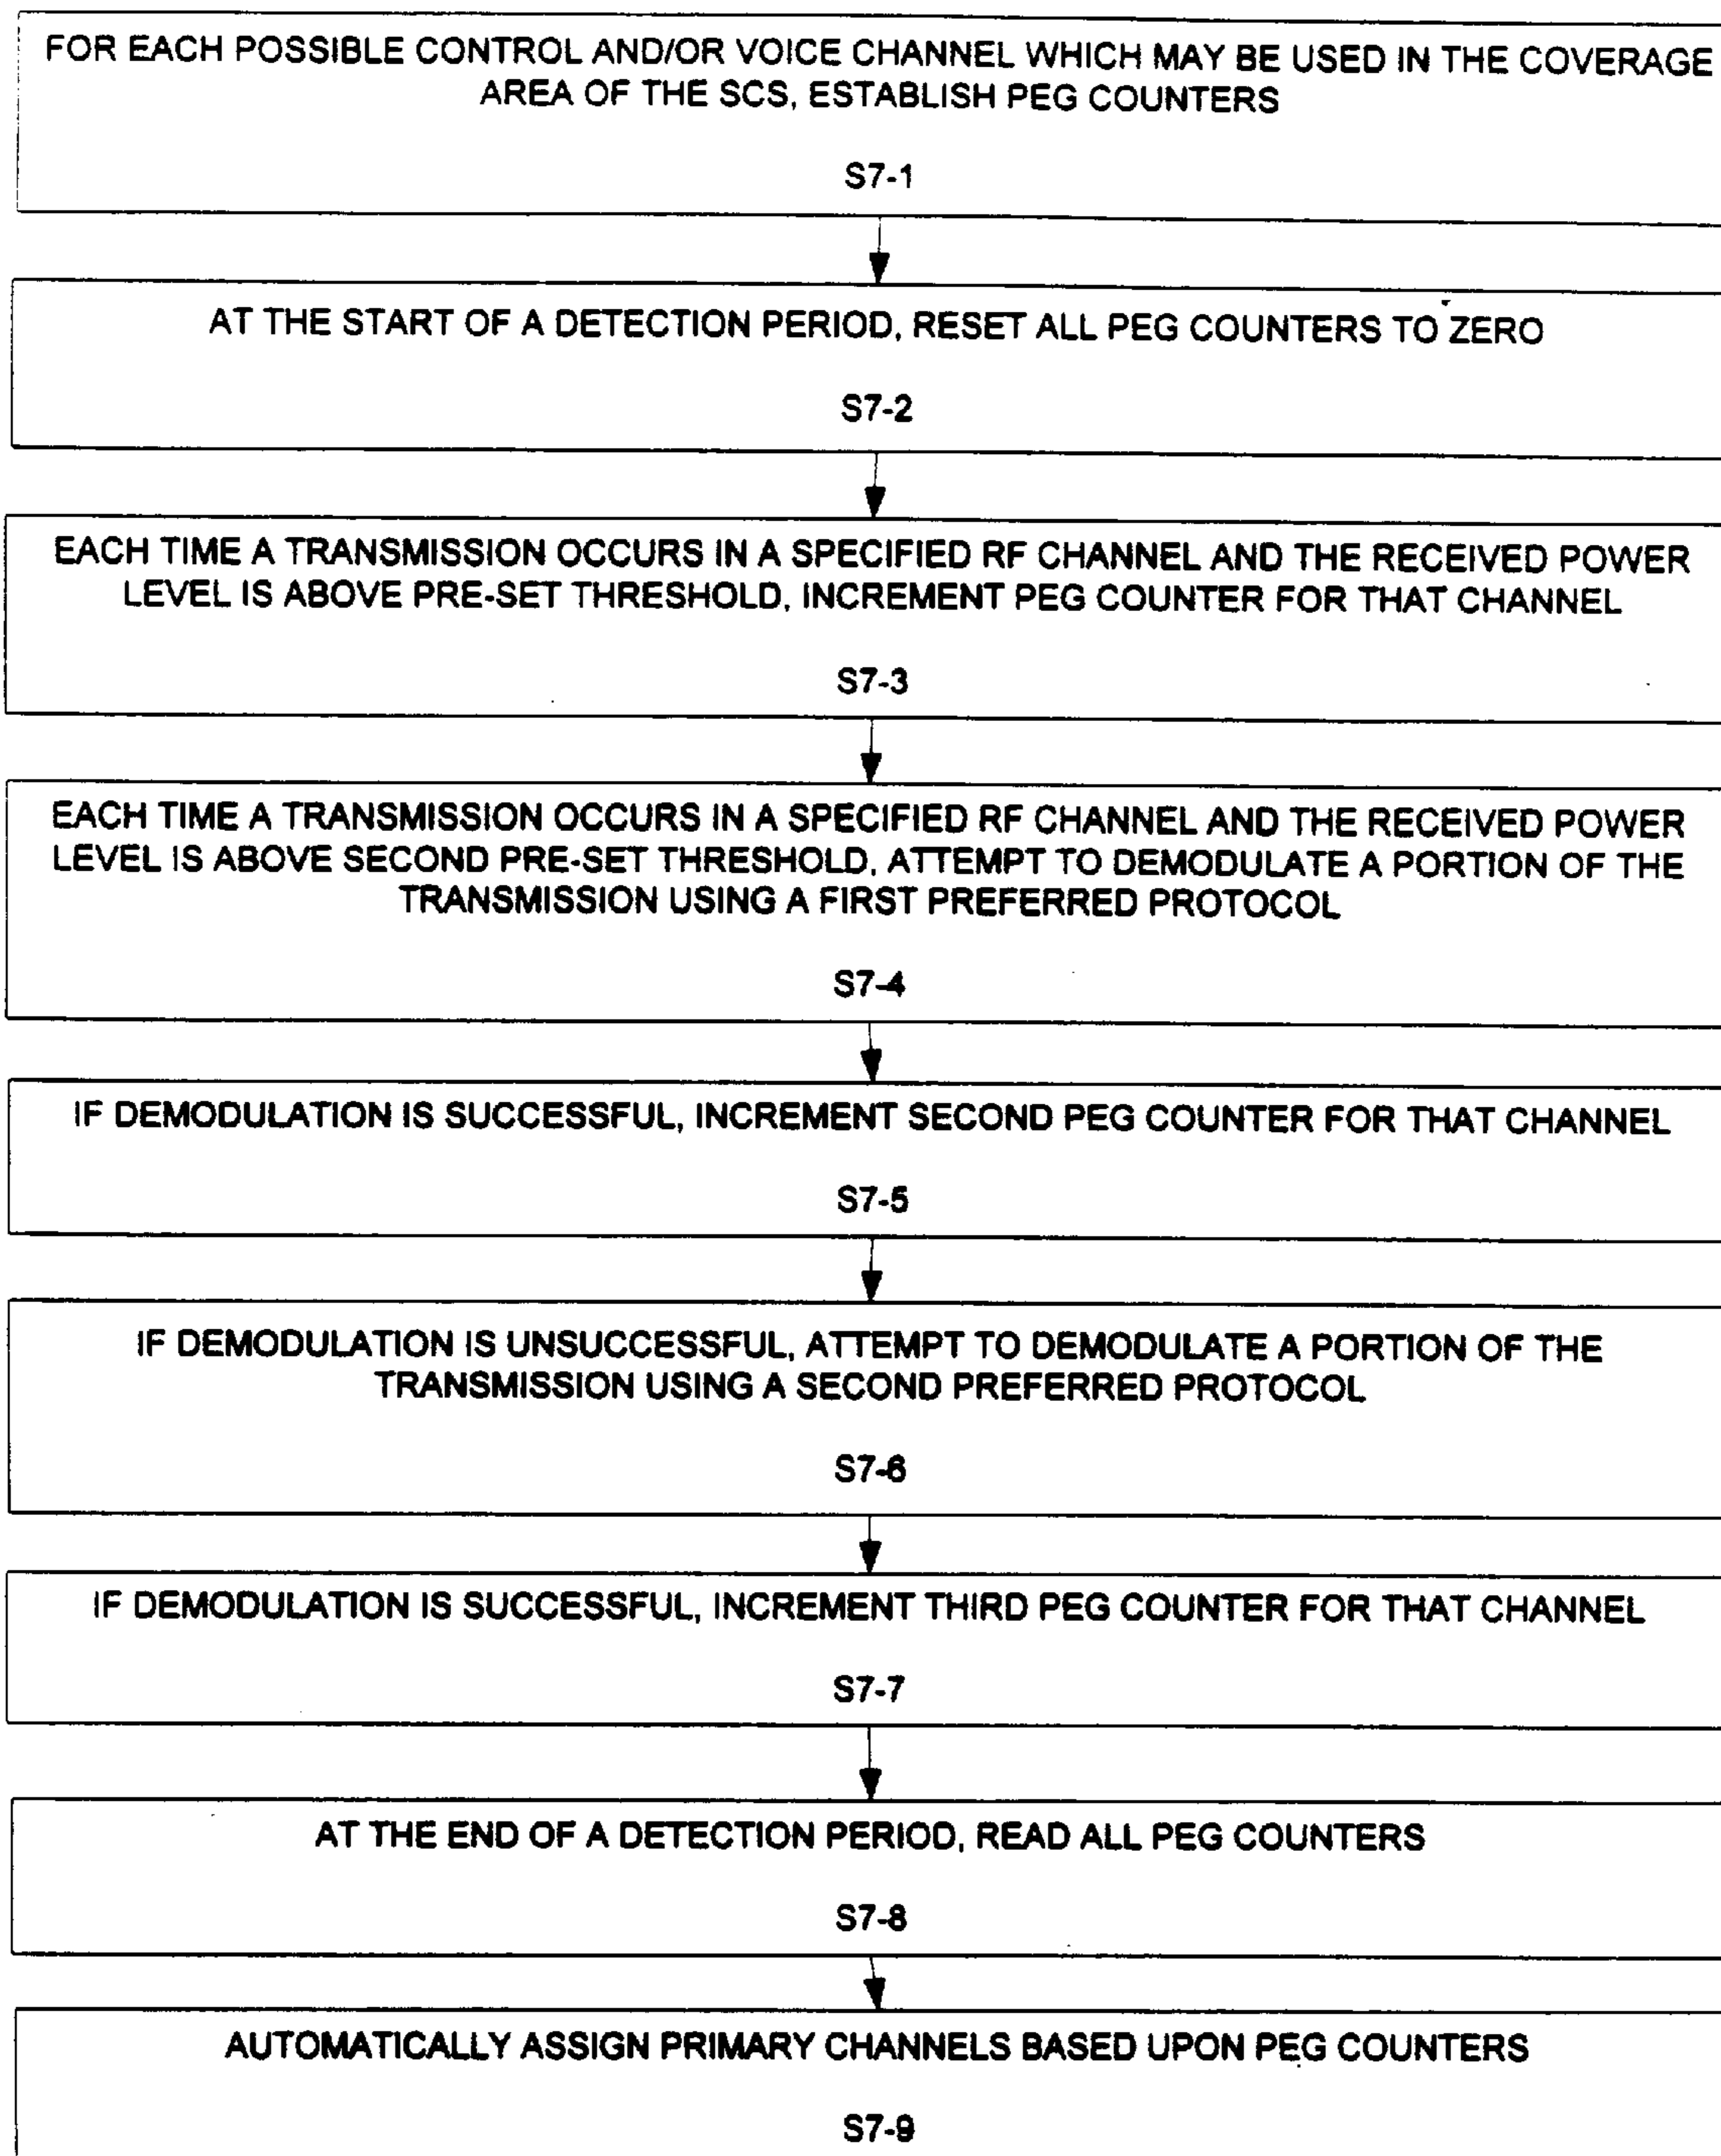 FOR EACH POSSIBLE CONTROL AND/OR VOICE CHANNEL WHICH MAY BE USED IN THE COVERAGE
AREA OF THE SCS, ESTABLISH PEG COUNTERS
S7-1
AT THE START OF A DETECTION PERIOD, RESET ALL PEG COUNTERS TO ZERO
S7-2
EACH TIME A TRANSMISSION OCCURS IN A SPECIFIED RF CHANNEL AND THE RECEIVED POWER
LEVEL IS ABOVE PRE-SET THRESHOLD, INCREMENT PEG COUNTER FOR THAT CHANNEL
S7-3
EACH TIME A TRANSMISSION OCCURS IN A SPECIFIED RF CHANNEL AND THE RECEIVED POWER
LEVEL IS ABOVE SECOND PRE-SET THRESHOLD, ATTEMPT TO DEMODULATE A PORTION OF THE
TRANSMISSION USING A FIRST PREFERRED PROTOCOL
S7-4
IF DEMODULATION IS SUCCESSFUL, INCREMENT SECOND PEG COUNTER FOR THAT CHANNEL
S7-5
IF DEMODULATION IS UNSUCCESSFUL, ATTEMPT TO DEMODULATE A PORTION OF THE
TRANSMISSION USING A SECOND PREFERRED PROTOCOL
S7-6
IF DEMODULATION IS SUCCESSFUL, INCREMENT THIRD PEG COUNTER FOR THAT CHANNEL
S7-7
AT THE END OF A DETECTION PERIOD, READ ALL PEG COUNTERS
S7-8
AUTOMATICALLY ASSIGN PRIMARY CHANNELS BASED UPON PEG COUNTERS
S7-9